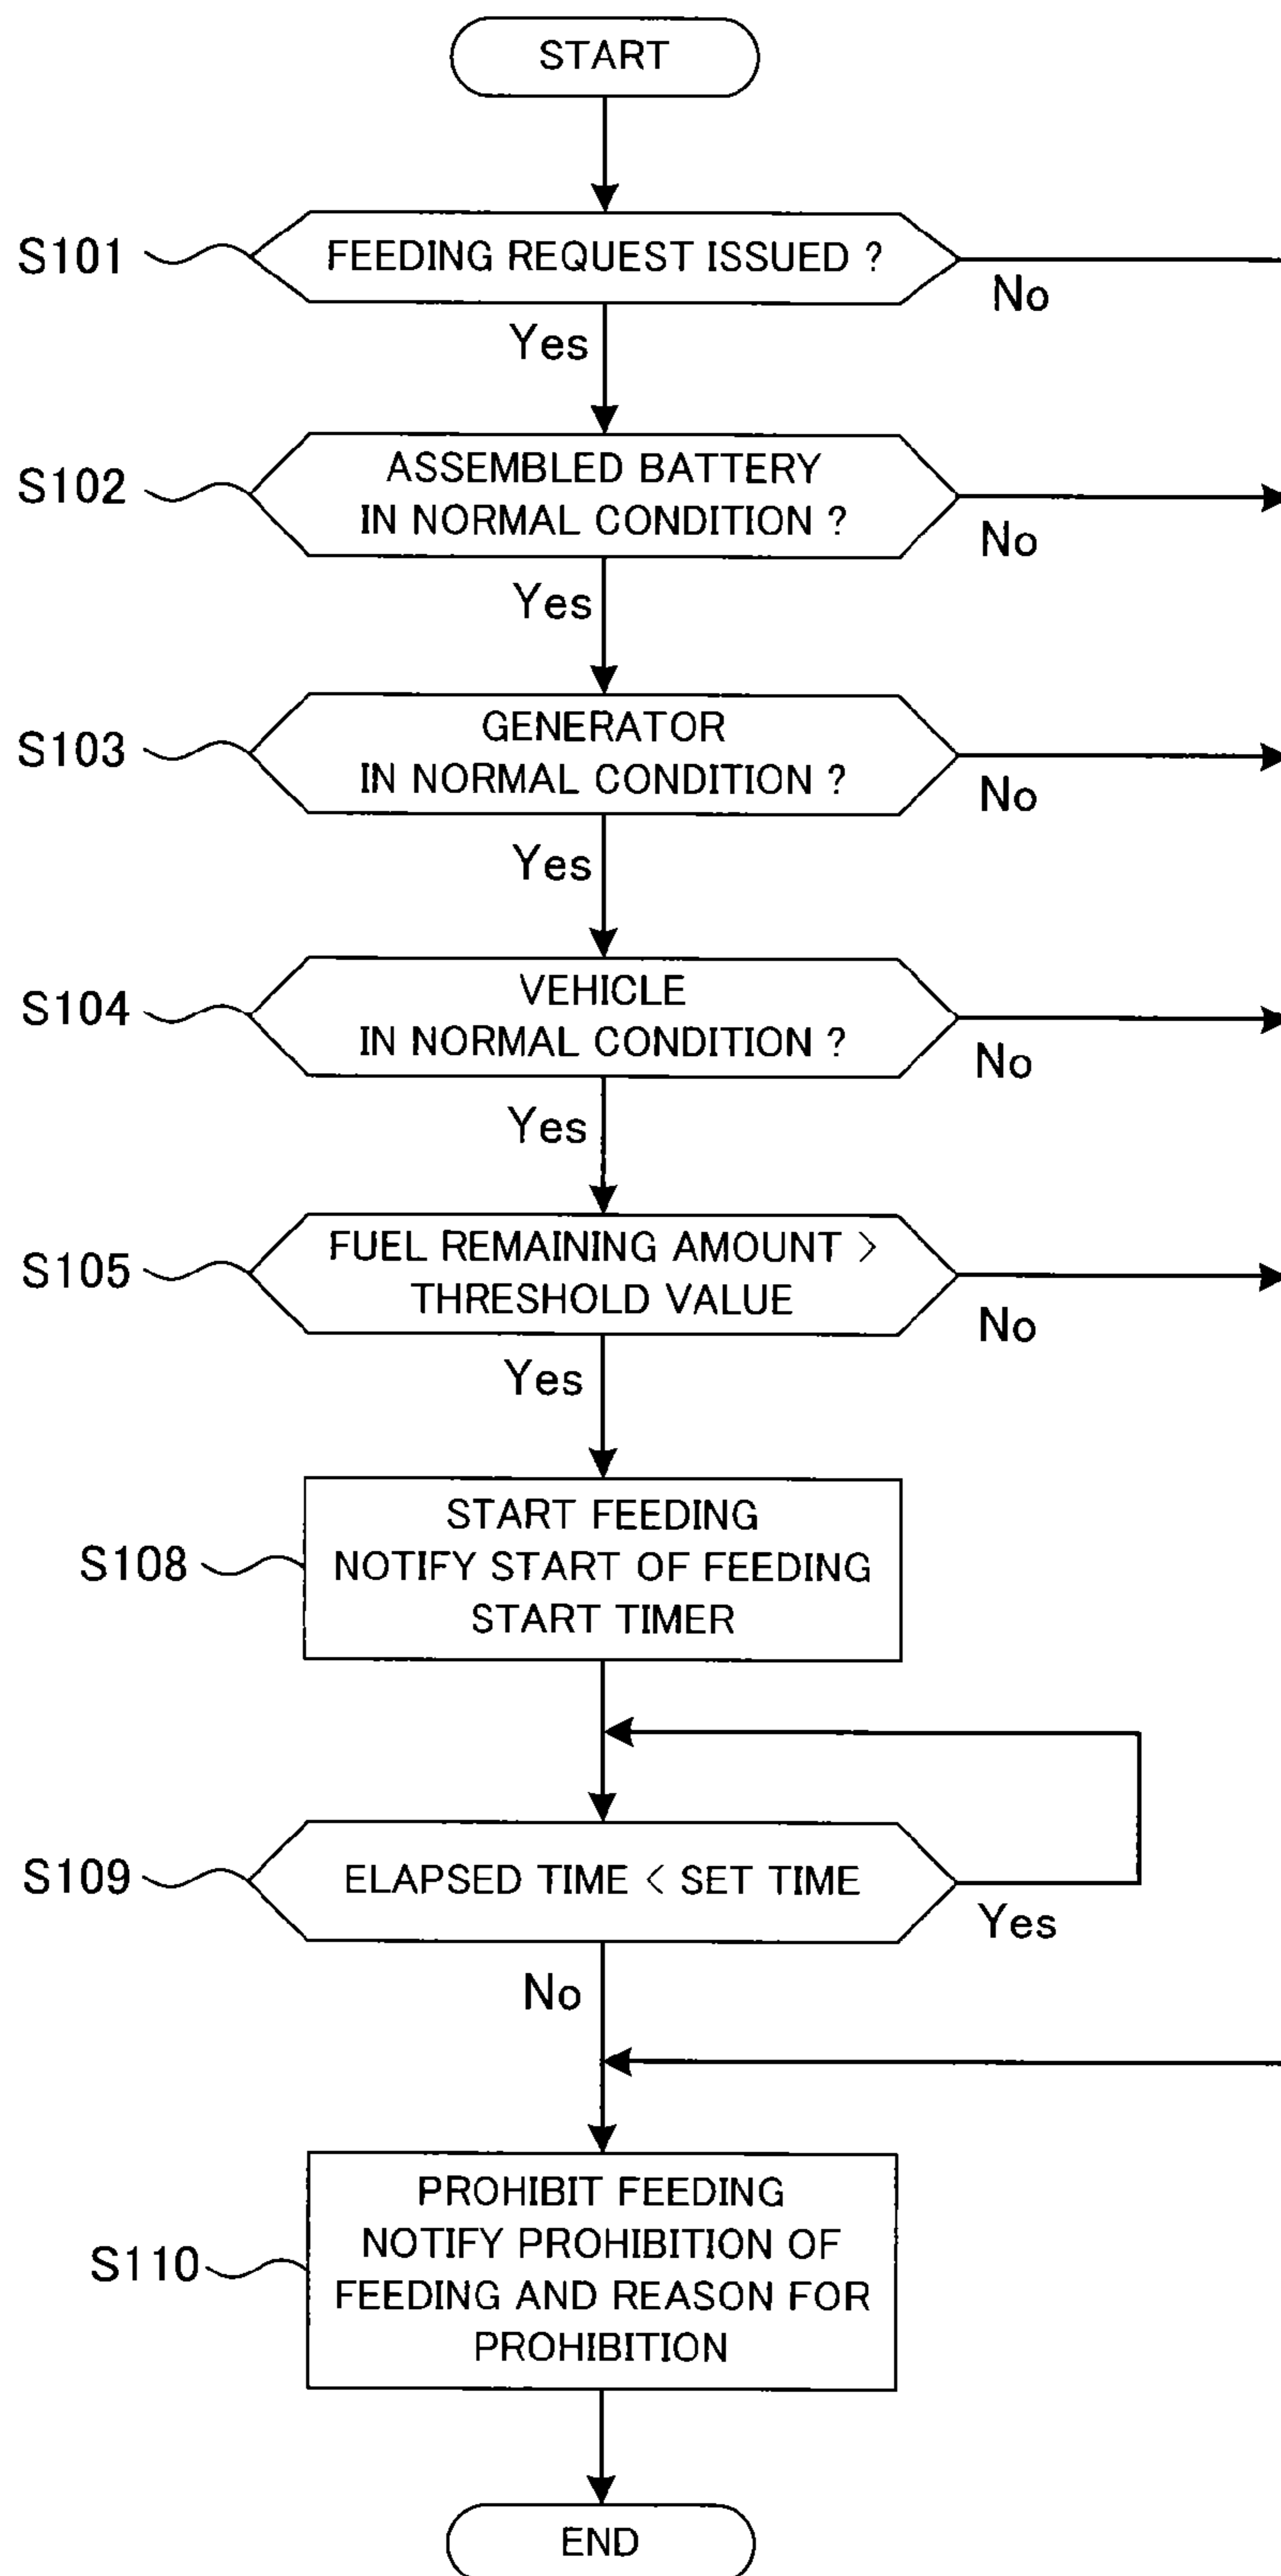 START
S101
FEEDING REQUEST ISSUED ?
No
Yes
S102
ASSEMBLED BATTERY
IN NORMAL CONDITION ?
No
Yes
S103
GENERATOR
IN NORMAL CONDITION ?
No
Yes
S104
VEHICLE
IN NORMAL CONDITION ?
No
Yes
S105
FUEL REMAINING AMOUNT >
THRESHOLD VALUE
No
Yes
S108
START FEEDING
NOTIFY START OF FEEDING
START TIMER
S109
ELAPSED TIME < SET TIME
Yes
No
S110
PROHIBIT FEEDING
NOTIFY PROHIBITION OF
FEEDING AND REASON FOR
PROHIBITION
END